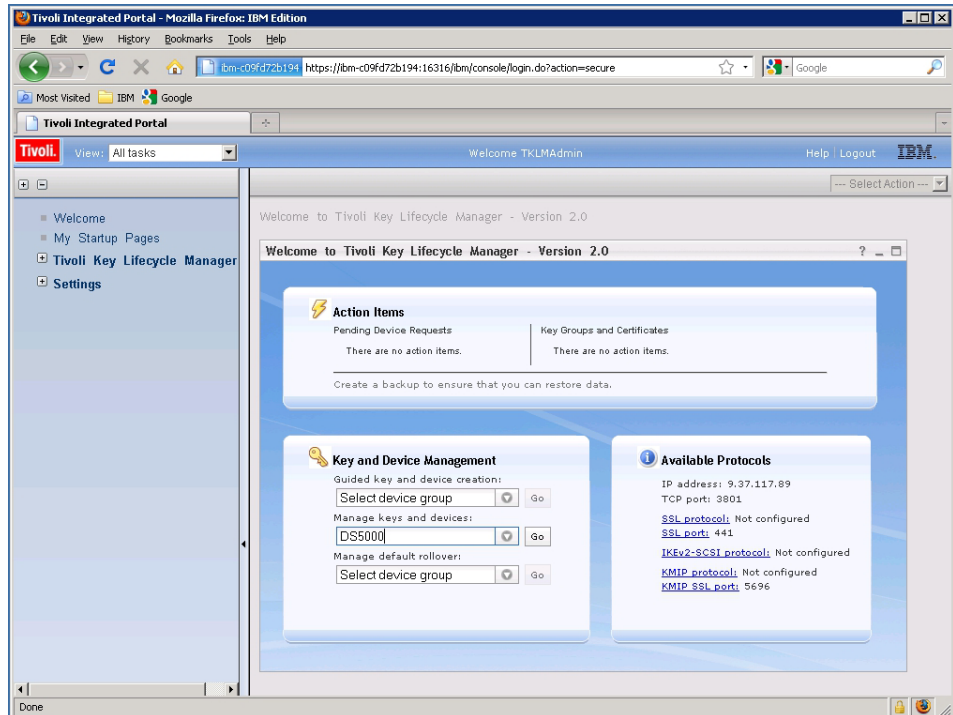 Tivoli Integrated Portal - Mozilla Firefox: IBM Edition
File Edit View History Bookmarks Tools Help
ibm-c09fd72b194 https://ibm-c09fd72b194:16316/ibm/console/login.do?action=secure
Google
Most Visited IBM Google
Tivoli Integrated Portal
Tivoli. View: All tasks Welcome TKLMAdmin Help Logout IBM.
--- Select Action ---
Welcome
My Startup Pages
Tivoli Key Lifecycle Manager
Settings
Welcome to Tivoli Key Lifecycle Manager - Version 2.0
Welcome to Tivoli Key Lifecycle Manager - Version 2.0 ?
Action Items
Pending Device Requests
There are no action items.
Key Groups and Certificates
There are no action items.
Create a backup to ensure that you can restore data.
Key and Device Management
Guided key and device creation:
Select device group Go
Manage keys and devices:
DS5000 Go
Manage default rollover:
Select device group Go
Available Protocols
IP address: 9.37.117.89
TCP port: 3801
SSL protocol: Not configured
SSL port: 441
IKEv2-SCSI protocol: Not configured
KMIP protocol: Not configured
KMIP SSL port: 5696
Done